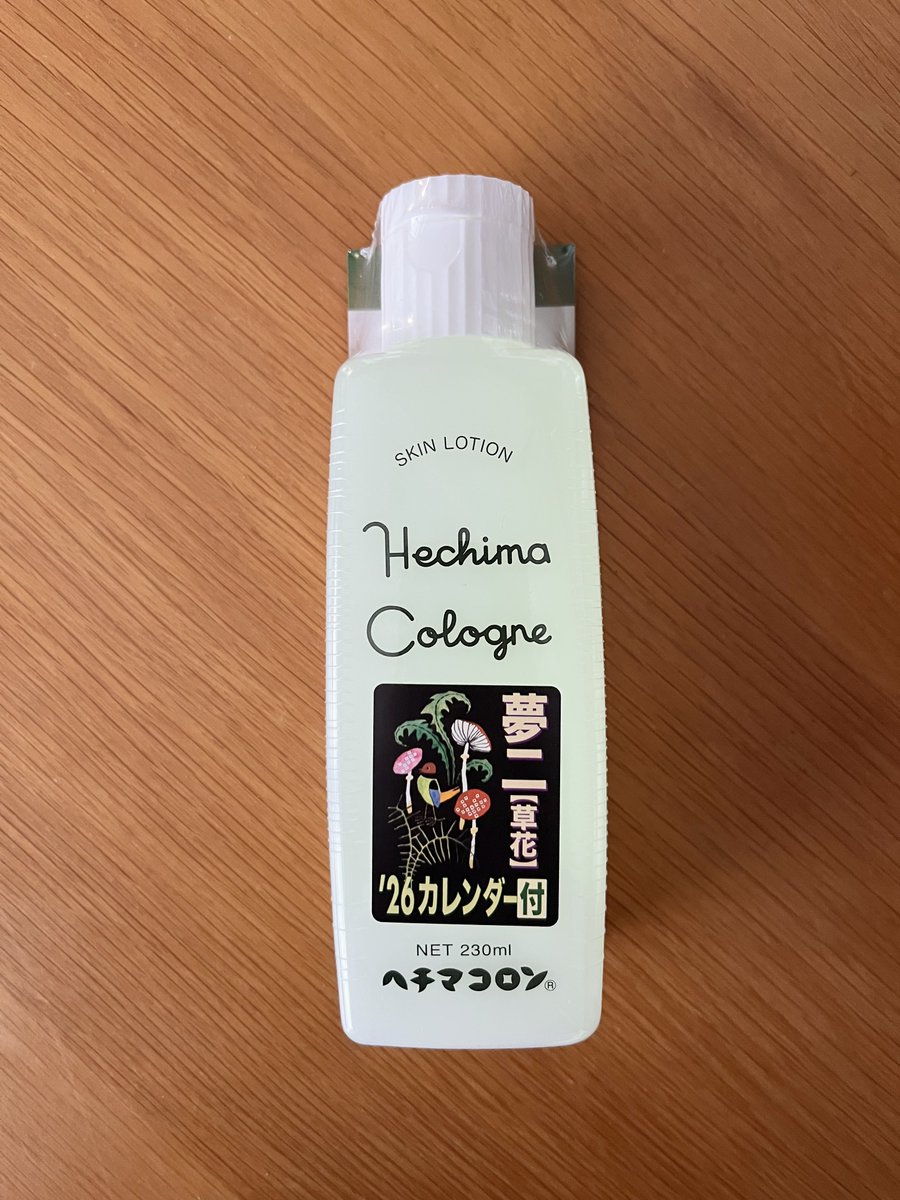 SKIN LOTION
Hechima
Cologne
夢二【草花】
'26カレンダー付
NET 230ml
ヘチマコロン®